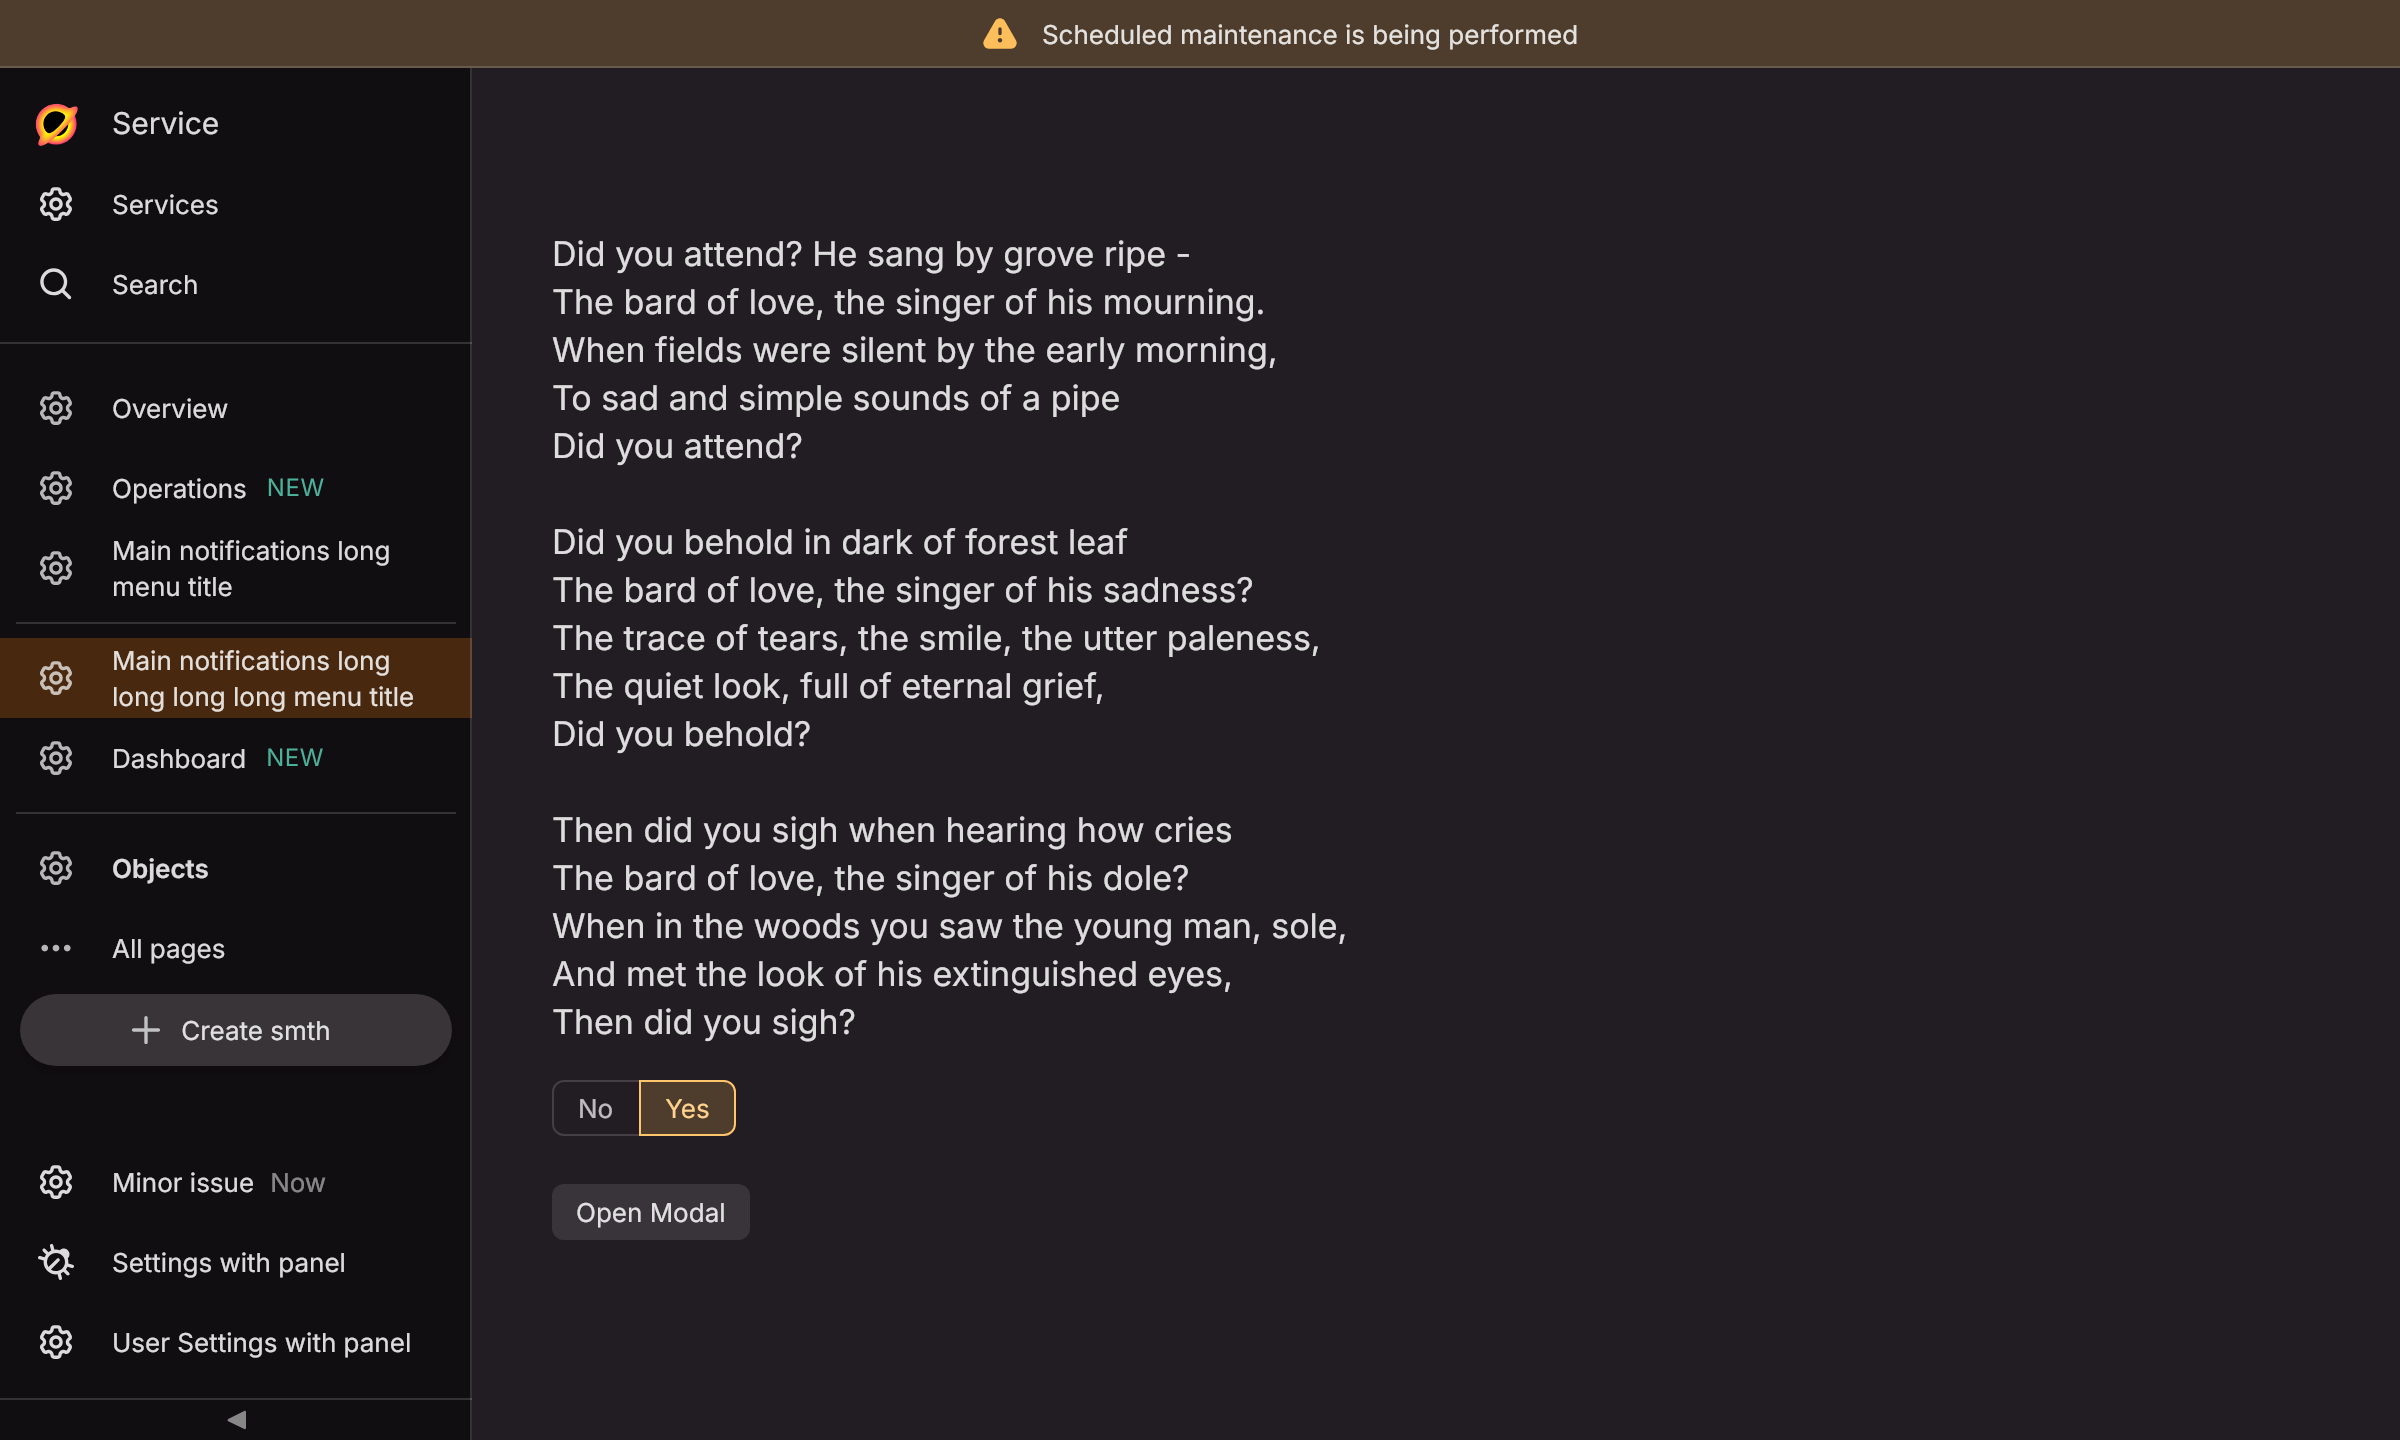 Scheduled maintenance is being performed
Service
Services
Search
Overview
Operations NEW
Main notifications long
menu title
Main notifications long
long long long menu title
Dashboard NEW
Objects
All pages
Create smth
Minor issue Now
Settings with panel
User Settings with panel
Did you attend? He sang by grove ripe -
The bard of love, the singer of his mourning.
When fields were silent by the early morning,
To sad and simple sounds of a pipe
Did you attend?
Did you behold in dark of forest leaf
The bard of love, the singer of his sadness?
The trace of tears, the smile, the utter paleness,
The quiet look, full of eternal grief,
Did you behold?
Then did you sigh when hearing how cries
The bard of love, the singer of his dole?
When in the woods you saw the young man, sole,
And met the look of his extinguished eyes,
Then did you sigh?
No Yes
Open Modal